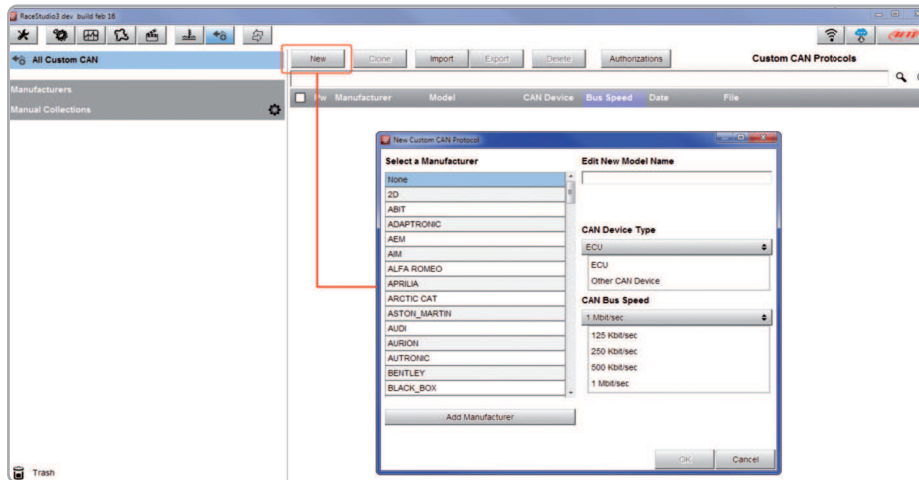 RaceStudio3 dev build feb 16
All Custom CAN
Manufacturers
Manual Collections
Trash
New Clone Import Export Delete Authorizations Custom CAN Protocols
Manufacturer Model CAN Device Bus Speed Date File
New Custom CAN Protocol
Select a Manufacturer
None
2D
ABIT
ADAPTRONIC
AEM
AIM
ALFA ROMEO
APRILIA
ARCTIC CAT
ASTON_MARTIN
AUDI
AURION
AUTRONIC
BENTLEY
BLACK_BOX
Add Manufacturer
Edit New Model Name
CAN Device Type
ECU
ECU
Other CAN Device
CAN Bus Speed
1 Mbit/sec
125 Kbit/sec
250 Kbit/sec
500 Kbit/sec
1 Mbit/sec
OK Cancel